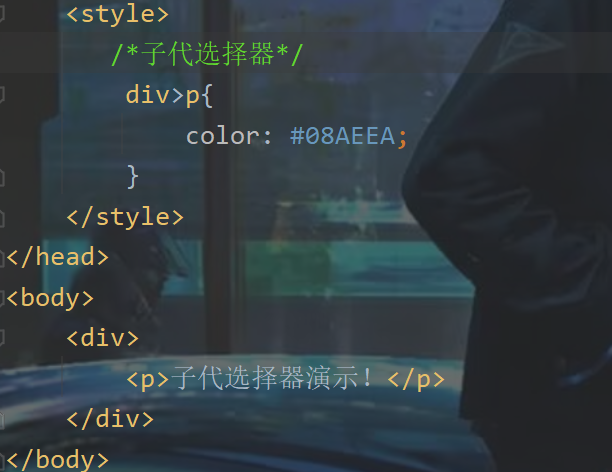 <style>
/*子代选择器*/
div>p{
color: #08AEEA;
}
</style>
</head>
<body>
<div>
<p>子代选择器演示！</p>
</div>
</body>